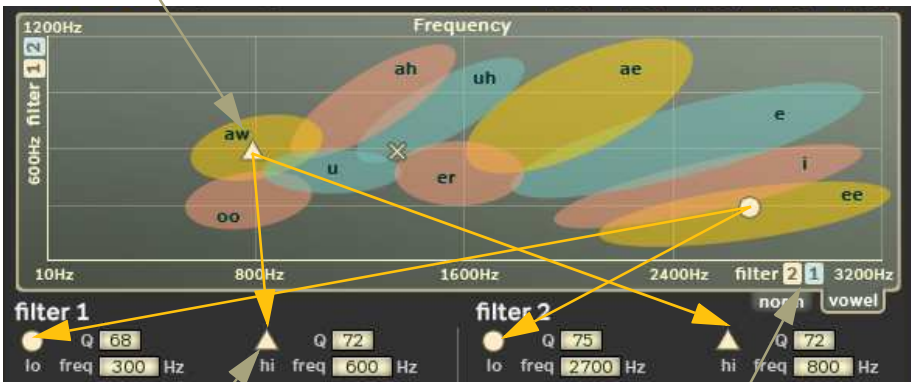 1200Hz Frequency
filter 1 2
600Hz
ah uh ae
aw e
u er i
oo ee
10Hz 800Hz 1600Hz 2400Hz filter 2 1 3200Hz
norm vowel
filter 1 filter 2
Q 68 Q 72 Q 75 Q 72
lo freq 300 Hz hi freq 600 Hz lo freq 2700 Hz hi freq 800 Hz